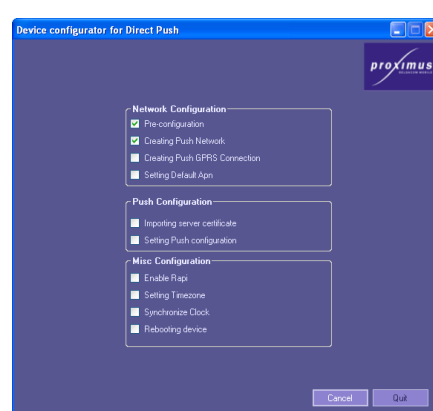 Device configurator for Direct Push
proximus
Network Configuration
Pre-configuration
Creating Push Network
Creating Push GPRS Connection
Setting Default Apn
Push Configuration
Importing server certificate
Setting Push configuration
Misc Configuration
Enable Rapi
Setting Timezone
Synchronize Clock
Rebooting device
Cancel
Quit